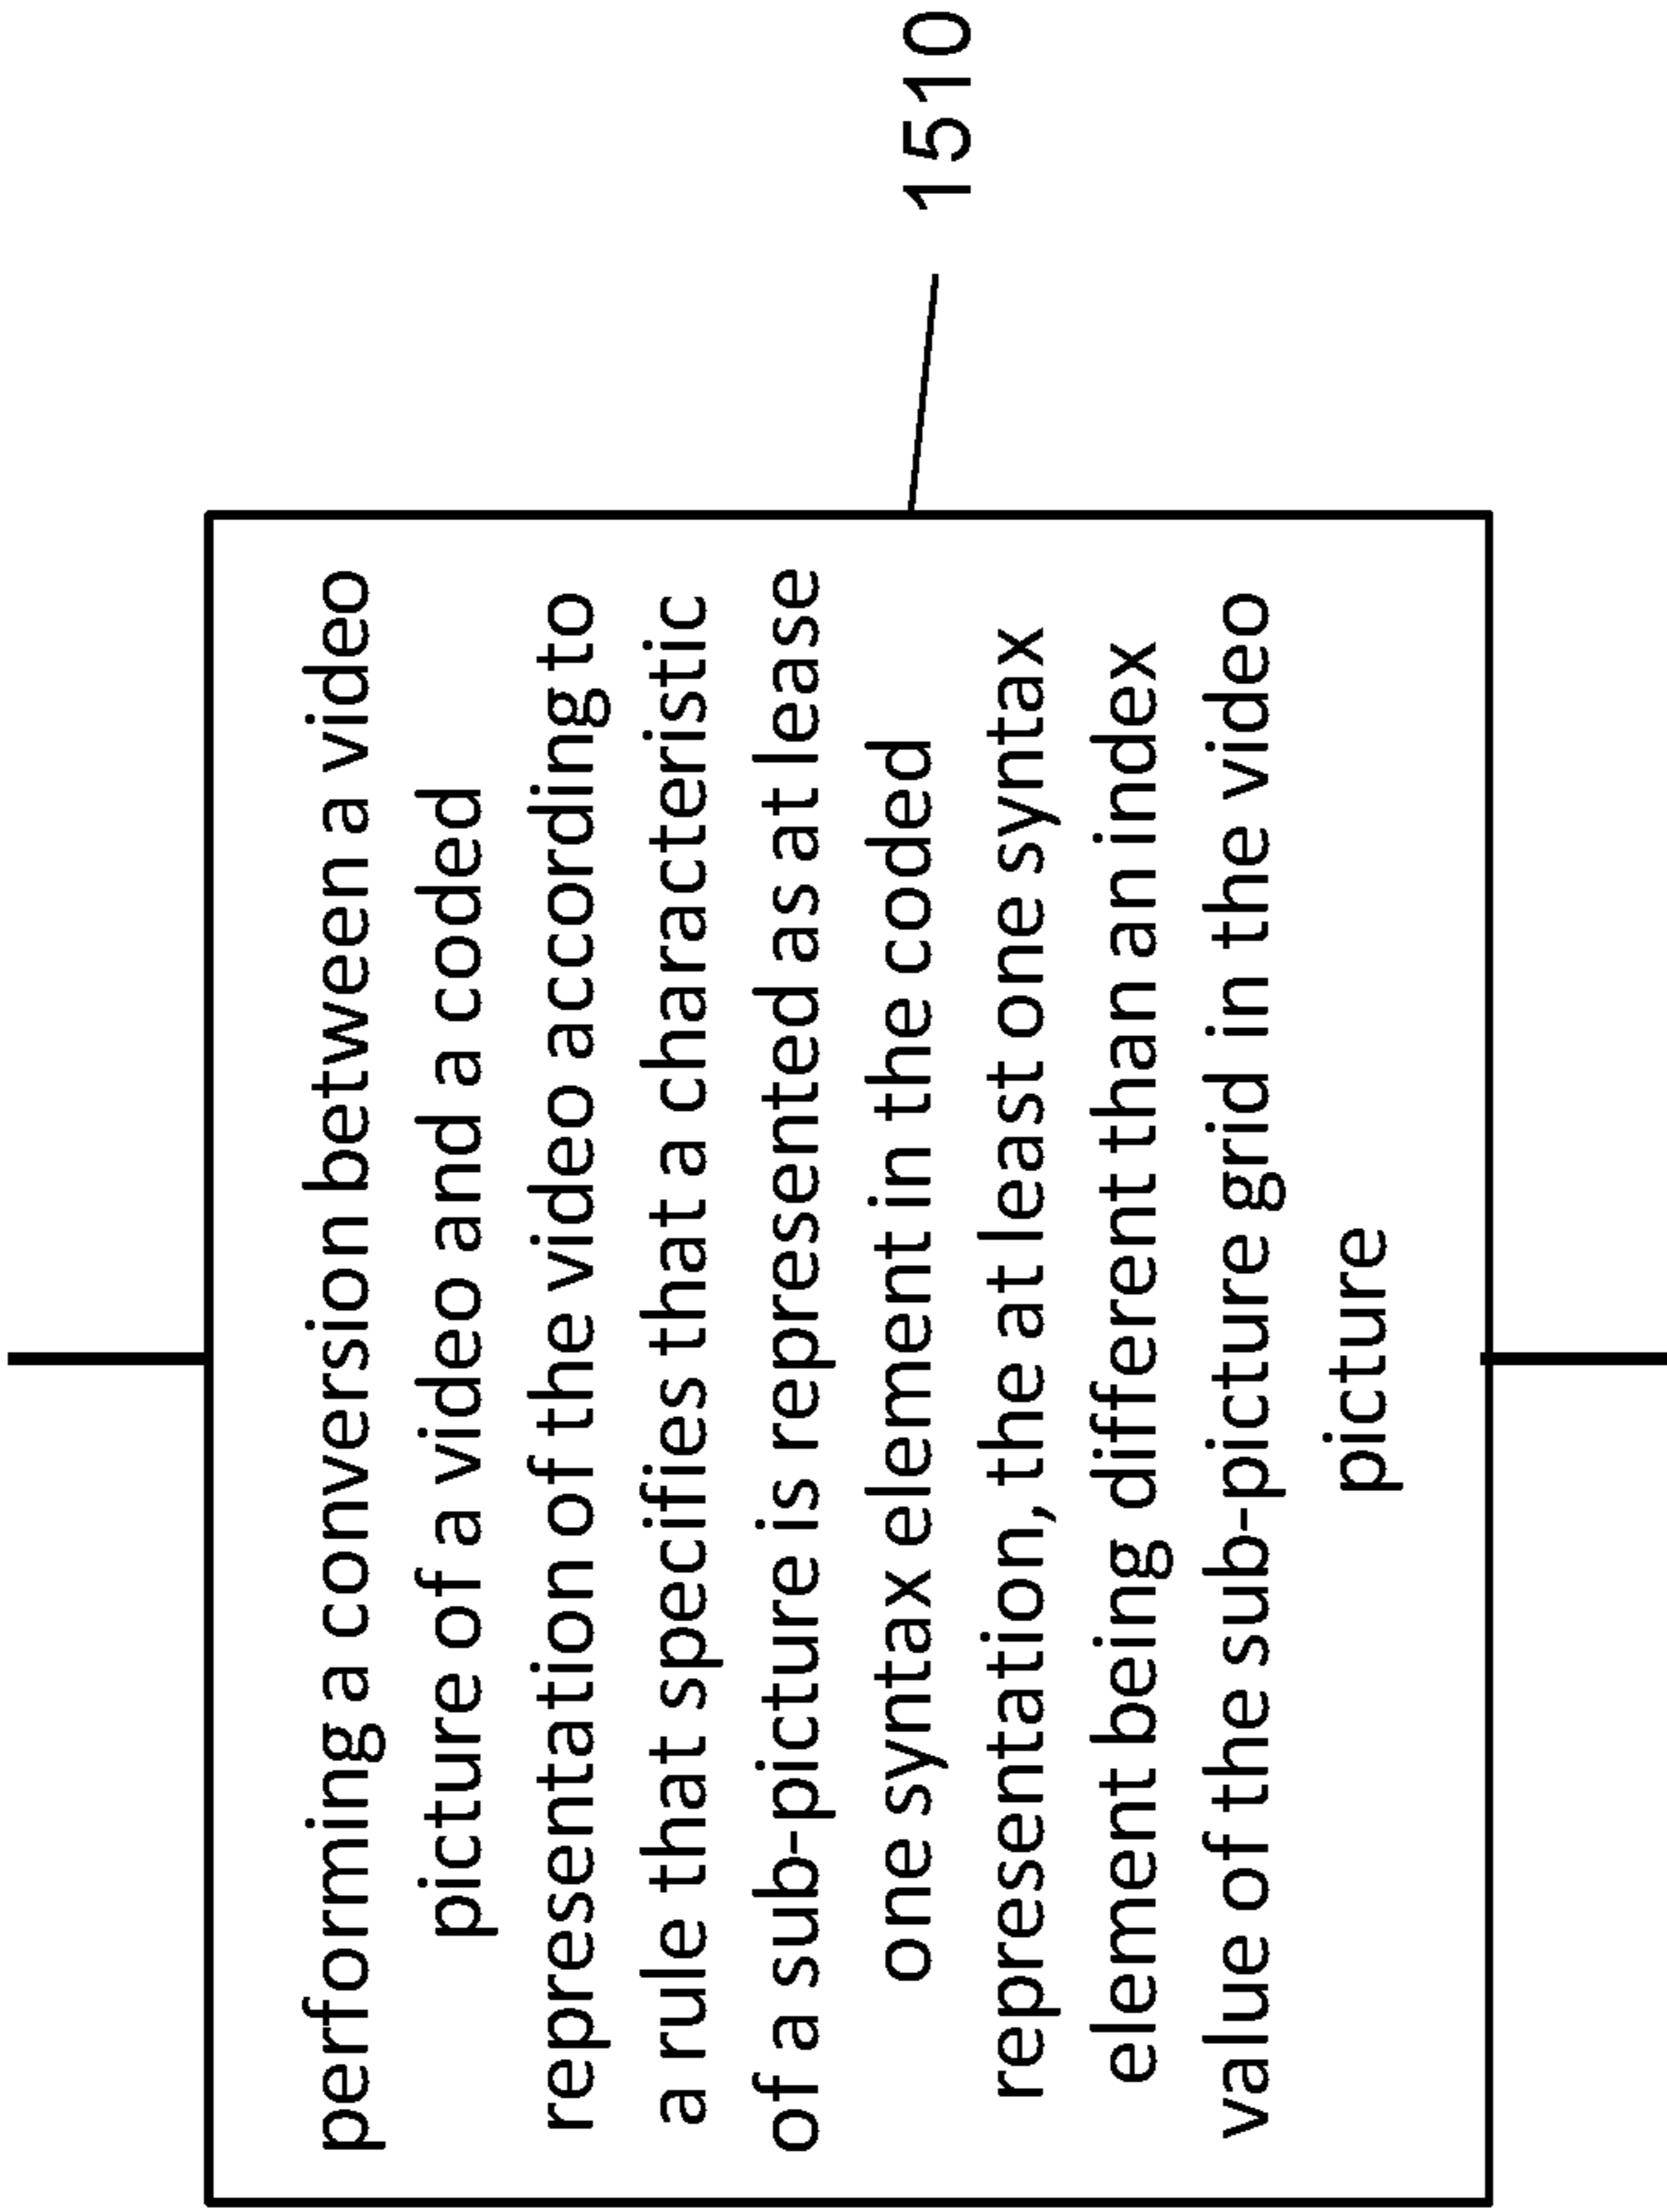 performing a conversion between a video
picture of a video and a coded
representation of the video according to
a rule that specifies that a characteristic
of a sub-picture is represented as at lease
one syntax element in the coded
representation, the at least one syntax
element being different than an index
value of the sub-picture grid in the video
picture
1510